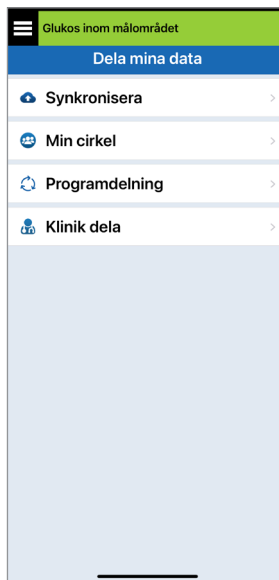 Glukos inom målområdet
Dela mina data
Synkronisera
Min cirkel
Programdelning
Klinik dela